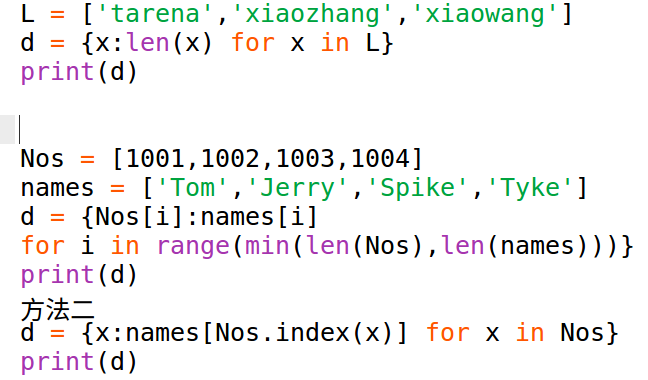 L = ['tarena','xiaozhang','xiaowang']
d = {x:len(x) for x in L}
print(d)
Nos = [1001,1002,1003,1004]
names = ['Tom','Jerry','Spike','Tyke']
d = {Nos[i]:names[i]
for i in range(min(len(Nos),len(names)))}
print(d)
方法二
d = {x:names[Nos.index(x)] for x in Nos}
print(d)